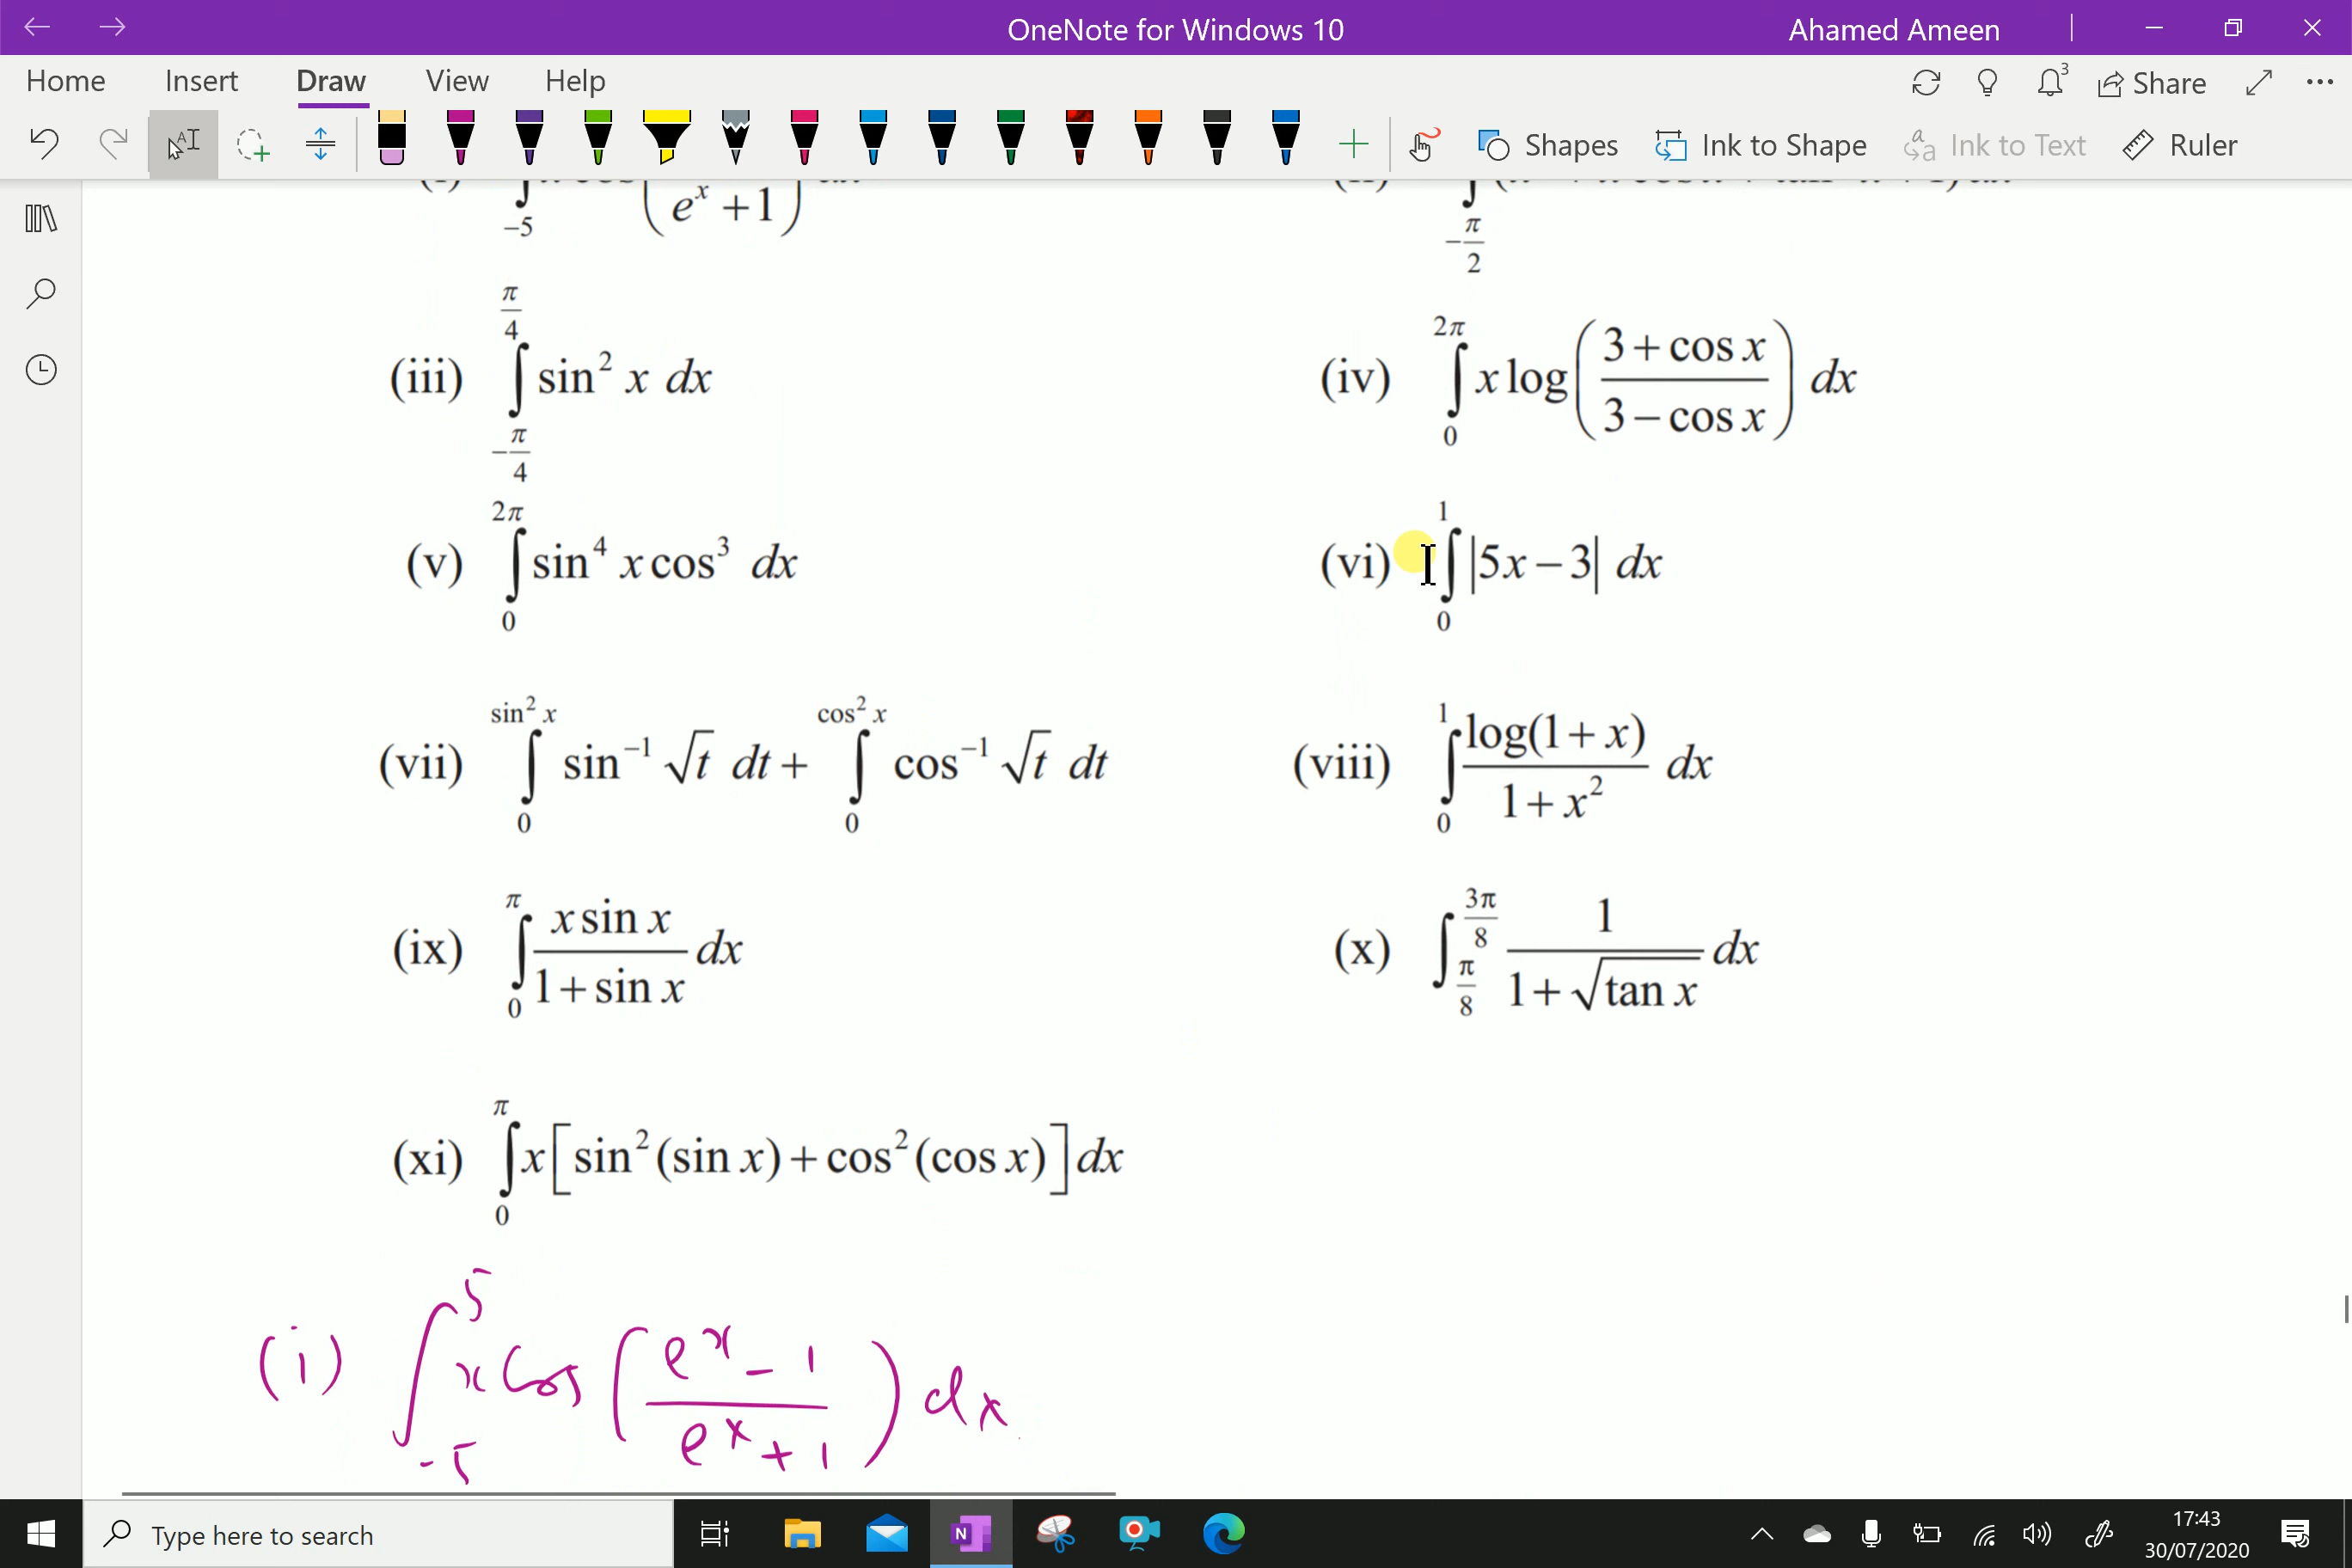 OneNote for Windows 10
Ahamed Ameen
Home Insert Draw View Help
3
Share
Shapes
Ink to Shape
Ink to Text
Ruler
−5
(e^x + 1)
−π/2
(iii) ∫_{−π/4}^{π/4} sin² x dx
(iv) ∫_0^{2π} x log((3 + cos x)/(3 − cos x)) dx
(v) ∫_0^{2π} sin⁴ x cos³ dx
(vi) ∫_0^1 |5x − 3| dx
(vii) ∫_0^{sin² x} sin⁻¹ √t dt + ∫_0^{cos² x} cos⁻¹ √t dt
(viii) ∫_0^1 log(1 + x)/(1 + x²) dx
(ix) ∫_0^π (x sin x)/(1 + sin x) dx
(x) ∫_{π/8}^{3π/8} 1/(1 + √(tan x)) dx
(xi) ∫_0^π x[sin²(sin x) + cos²(cos x)] dx
(i) ∫_{-5}^{5} x Cos((e^x − 1)/(e^x + 1)) dx
Type here to search
17:43
30/07/2020